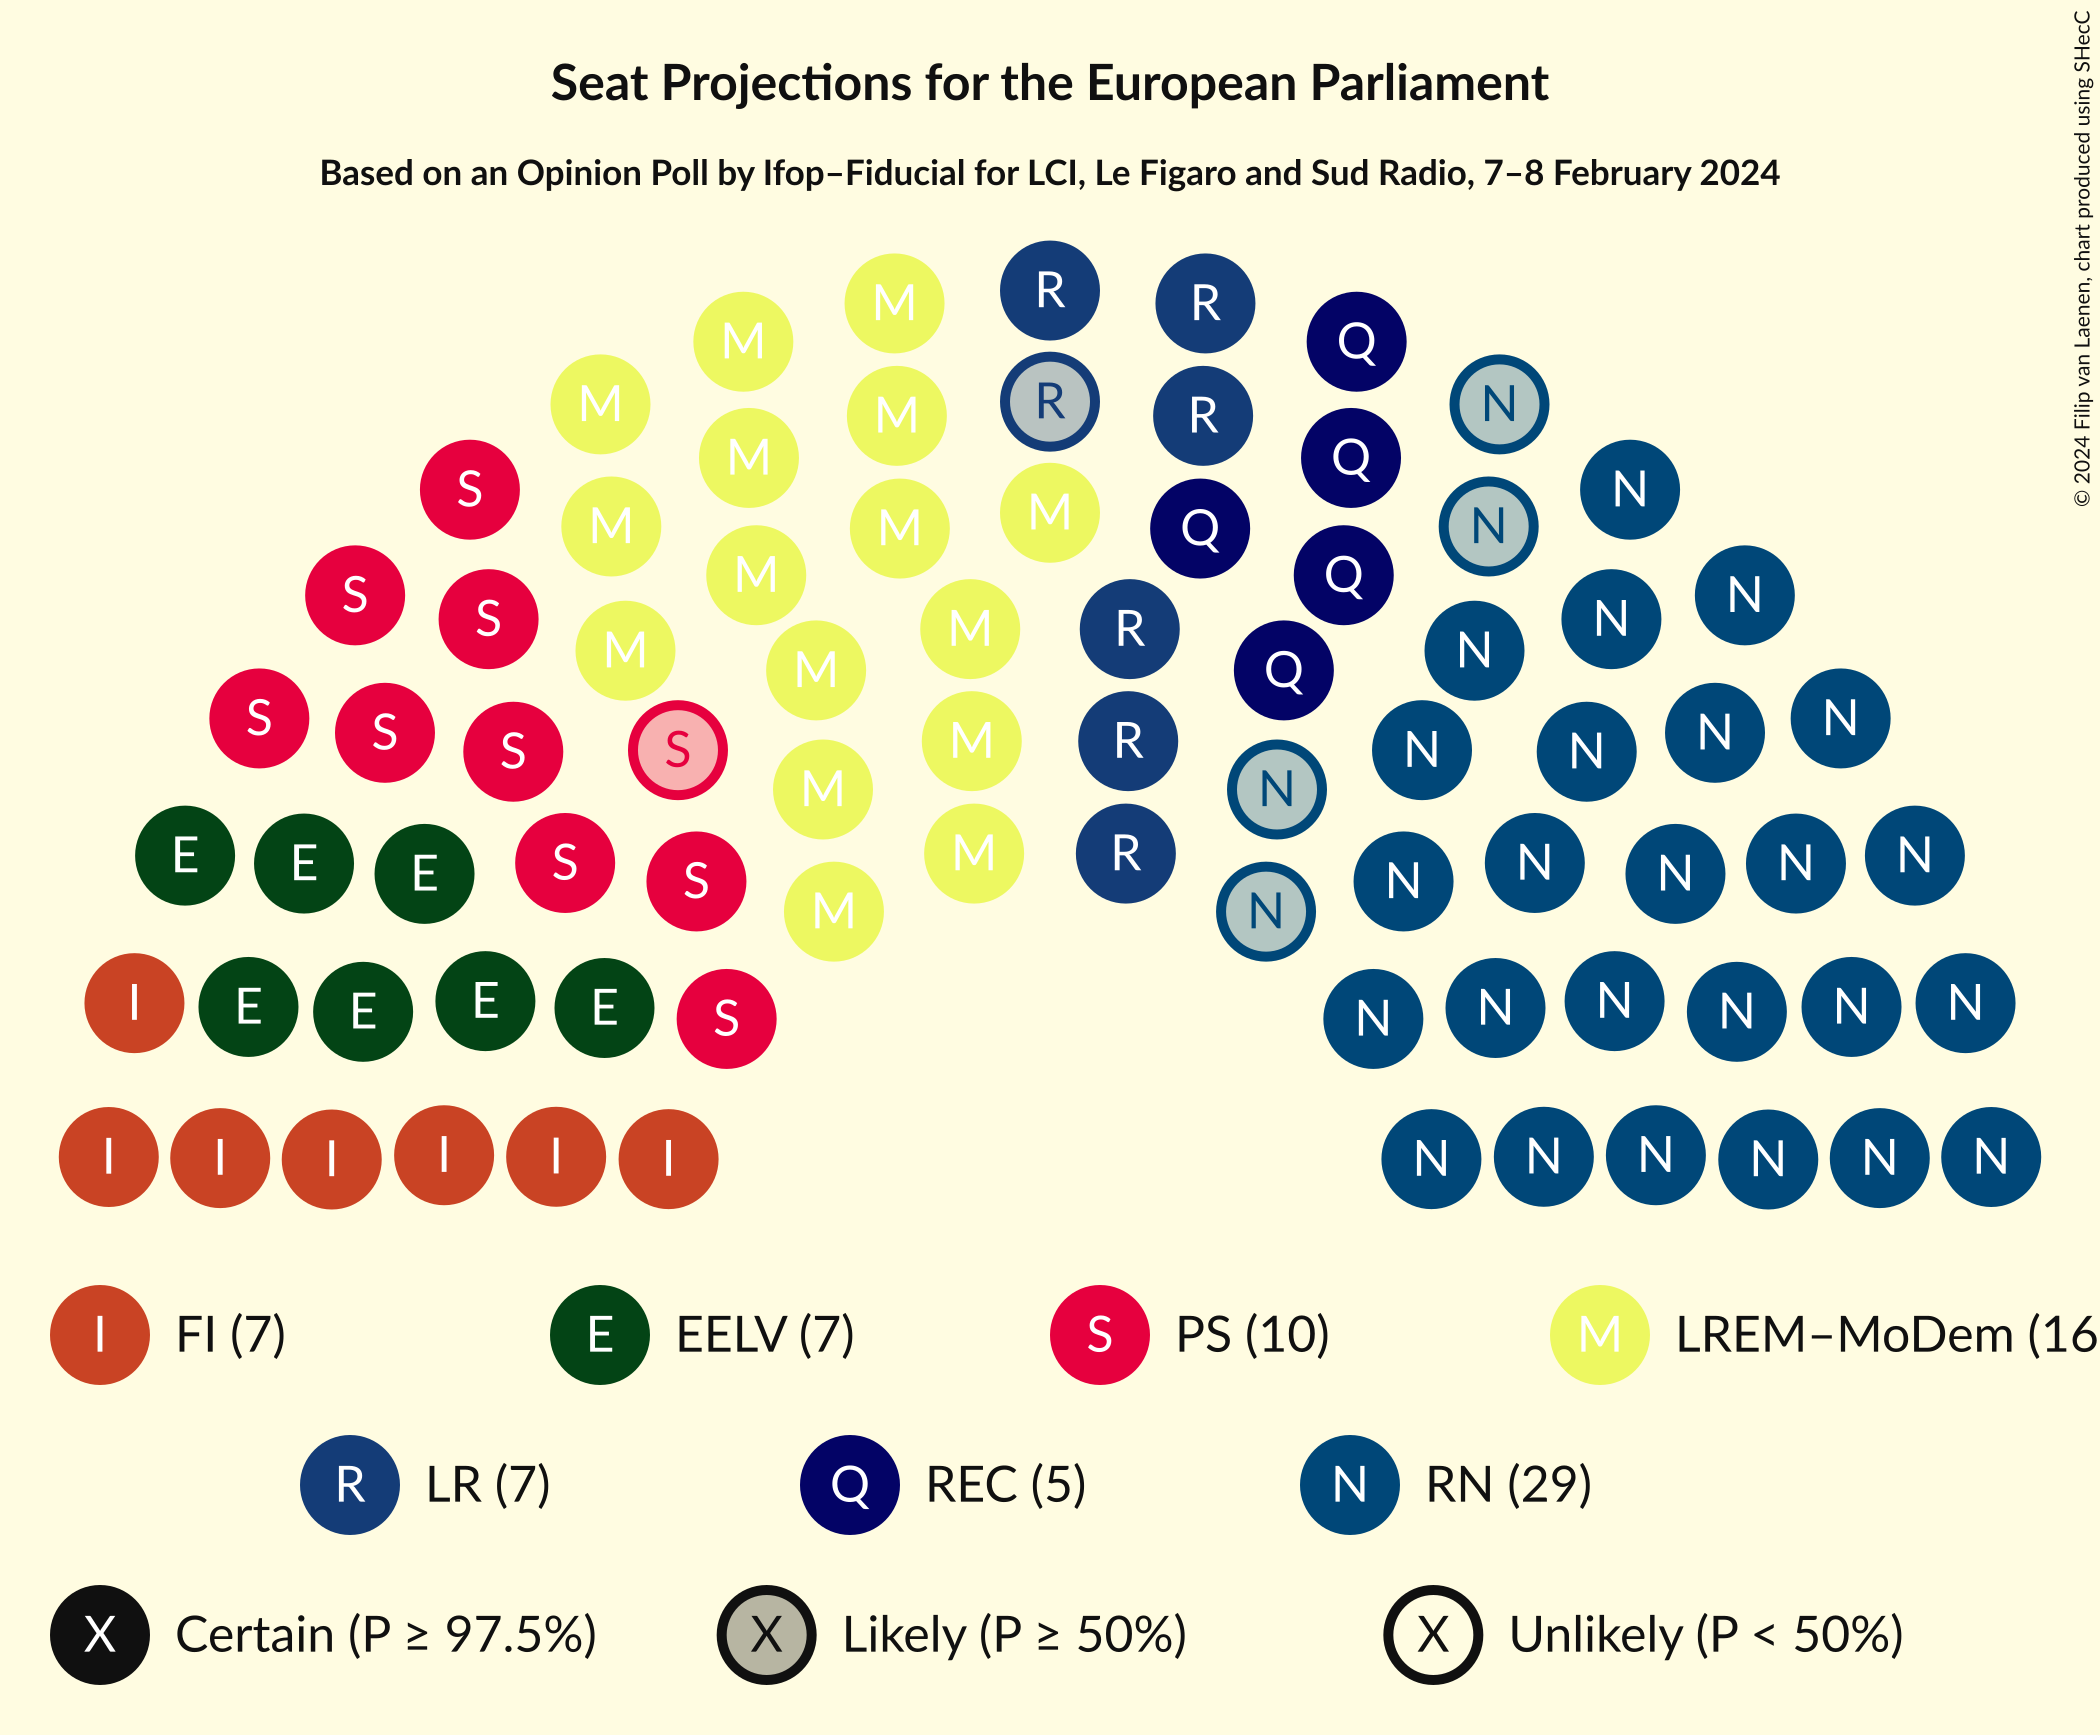 Seat Projections for the European Parliament
Based on an Opinion Poll by Ifop–Fiducial for LCI, Le Figaro and Sud Radio, 7–8 February 2024
© 2024 Filip van Laenen, chart produced using SHecC
M R R Q
M M R N
M M R R Q N
S M M M Q Q N
S S M M M M R Q N N N
S S S S M M M R N N N N N
E E E S S M M R N N N N N N
I E E E E S N N N N N N
I I I I I I N N N N N N
I FI (7) E EELV (7) S PS (10) M LREM–MoDem (16
R LR (7) Q REC (5) N RN (29)
X Certain (P ≥ 97.5%) X Likely (P ≥ 50%) X Unlikely (P < 50%)